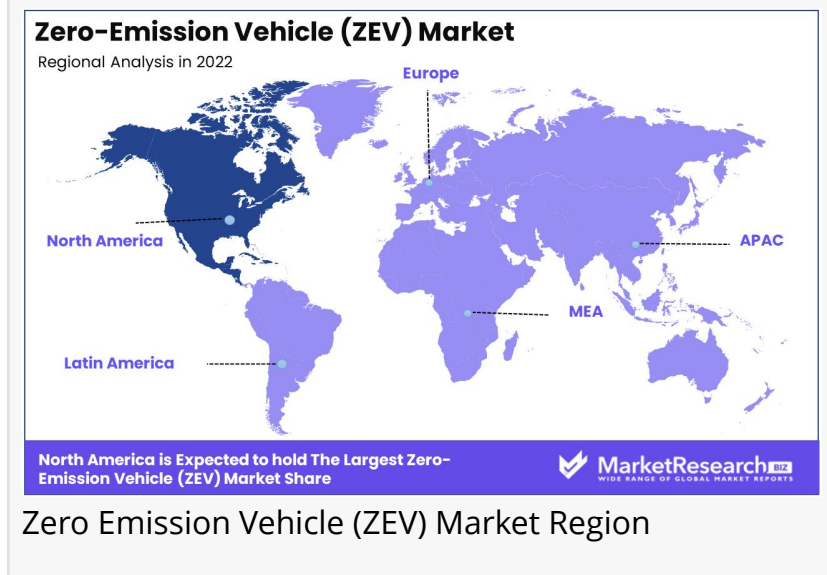 Zero-Emission Vehicle (ZEV) Market
Regional Analysis in 2022
Europe
North America
APAC
MEA
Latin America
North America is Expected to hold The Largest Zero-
Emission Vehicle (ZEV) Market Share
MarketResearch BIZ
WIDE RANGE OF GLOBAL MARKET REPORTS
Zero Emission Vehicle (ZEV) Market Region